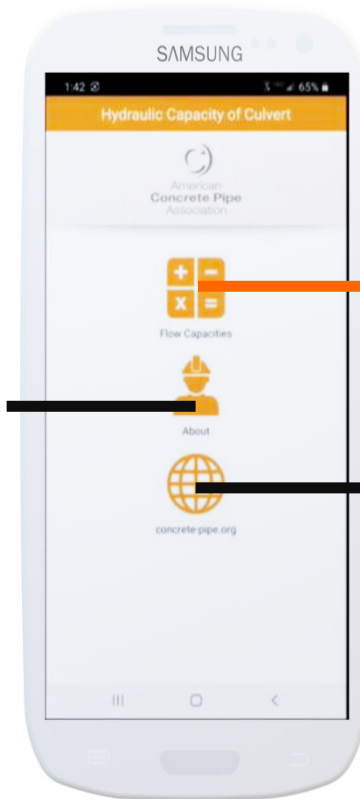 SAMSUNG
1:42
65%
Hydraulic Capacity of Culvert
American
Concrete Pipe
Association
+ −
x =
Flow Capacities
About
concrete-pipe.org